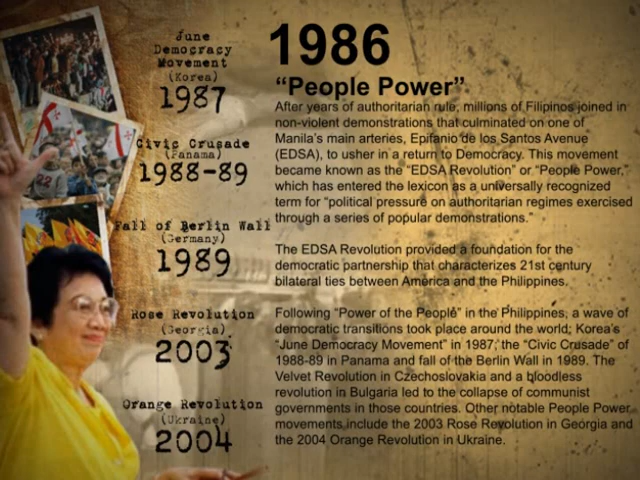 June
Democracy
Movement
(Korea)
1987
Civic Crusade
(Panama)
1988-89
Fall of Berlin Wall
(Germany)
1989
Rose Revolution
(Georgia)
2003
Orange Revolution
(Ukraine)
2004
1986
“People Power”
After years of authoritarian rule, millions of Filipinos joined in
non-violent demonstrations that culminated on one of
Manila’s main arteries, Epifanio de los Santos Avenue
(EDSA), to usher in a return to Democracy. This movement
became known as the “EDSA Revolution” or “People Power,”
which has entered the lexicon as a universally recognized
term for “political pressure on authoritarian regimes exercised
through a series of popular demonstrations.”
The EDSA Revolution provided a foundation for the
democratic partnership that characterizes 21st century
bilateral ties between America and the Philippines.
Following “Power of the People” in the Philippines, a wave of
democratic transitions took place around the world; Korea’s
“June Democracy Movement” in 1987; the “Civic Crusade” of
1988-89 in Panama and fall of the Berlin Wall in 1989. The
Velvet Revolution in Czechoslovakia and a bloodless
revolution in Bulgaria led to the collapse of communist
governments in those countries. Other notable People Power
movements include the 2003 Rose Revolution in Georgia and
the 2004 Orange Revolution in Ukraine.
22